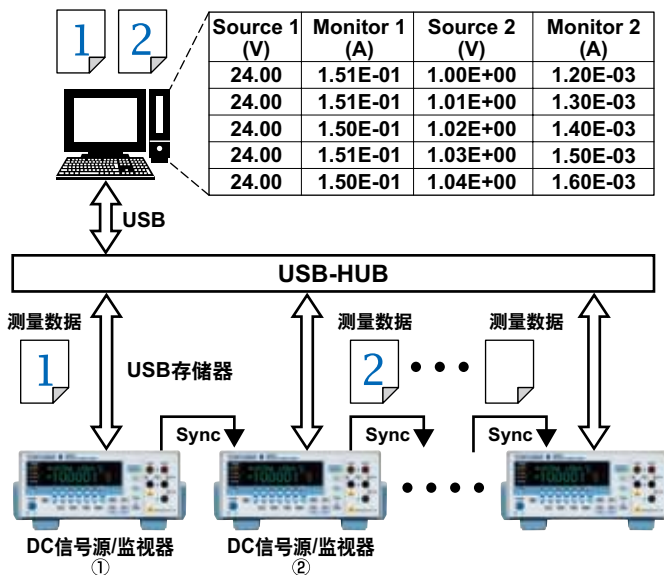 1 2
Source 1 (V) Monitor 1 (A) Source 2 (V) Monitor 2 (A)
24.00 1.51E-01 1.00E+00 1.20E-03
24.00 1.51E-01 1.01E+00 1.30E-03
24.00 1.50E-01 1.02E+00 1.40E-03
24.00 1.51E-01 1.03E+00 1.50E-03
24.00 1.50E-01 1.04E+00 1.60E-03
USB
USB-HUB
测量数据 测量数据 测量数据
1 2
USB存储器
Sync Sync Sync
DC信号源/监视器 DC信号源/监视器
① ②